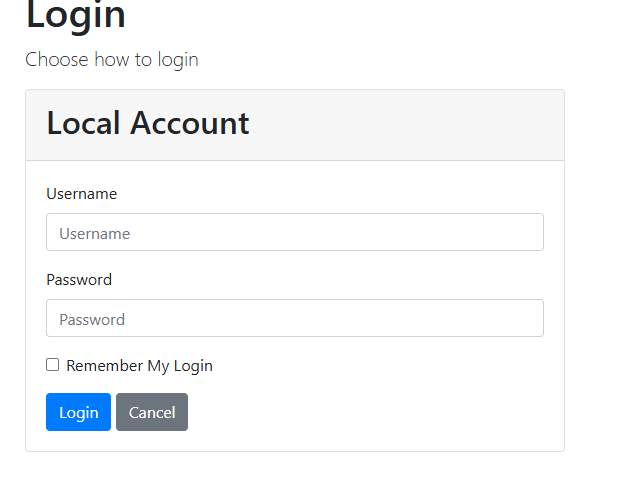 Login
Choose how to login
Local Account
Username
Username
Password
Password
Remember My Login
Login Cancel